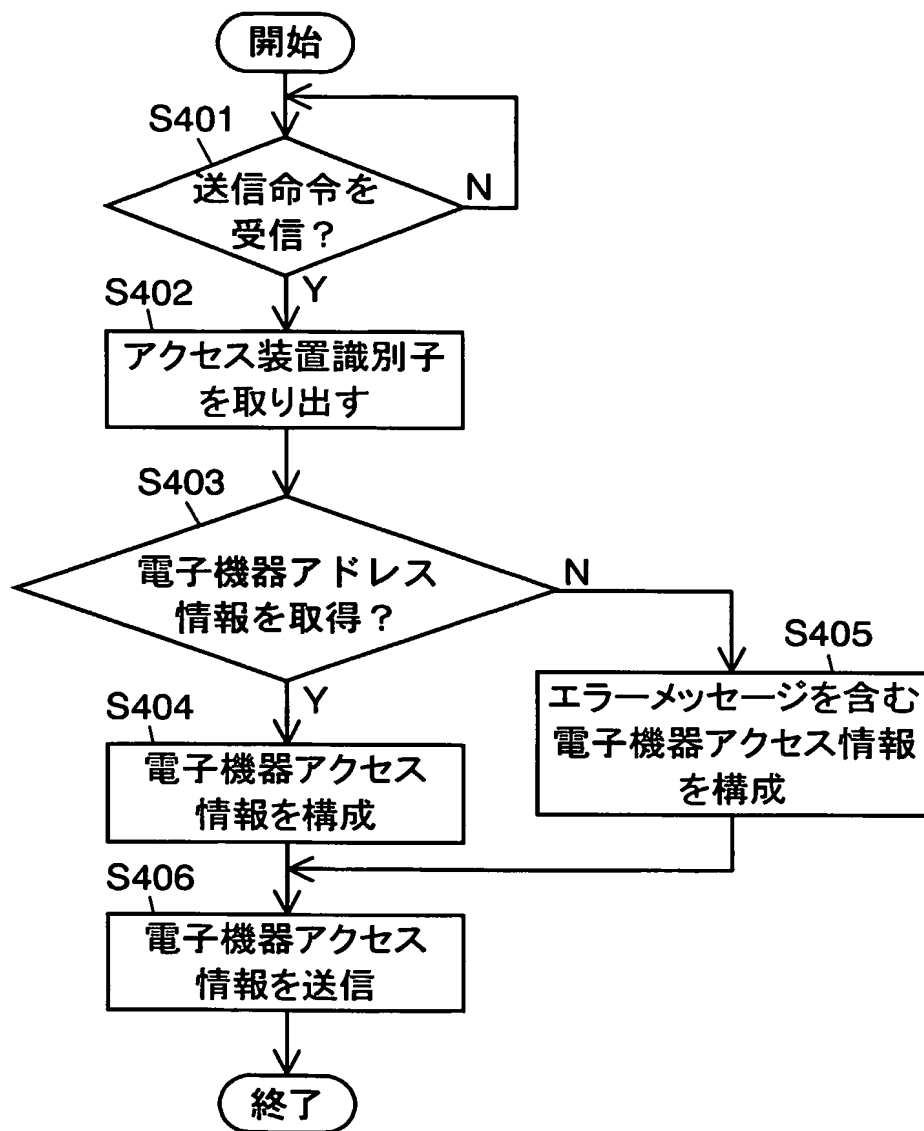 開始
S401
送信命令を
受信？
N
Y
S402
アクセス装置識別子
を取り出す
S403
電子機器アドレス
情報を取得？
N
Y
S405
エラーメッセージを含む
電子機器アクセス情報
を構成
S404
電子機器アクセス
情報を構成
S406
電子機器アクセス
情報を送信
終了